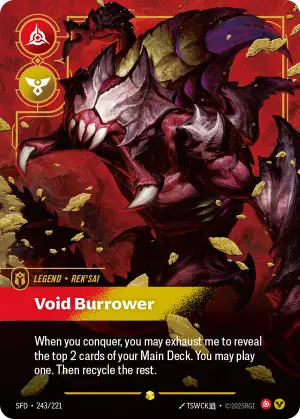 LEGEND • REK'SAI
Void Burrower
When you conquer, you may exhaust me to reveal
the top 2 cards of your Main Deck. You may play
one. Then recycle the rest.
SFD • 243/221
TSWCK ©2025RGI